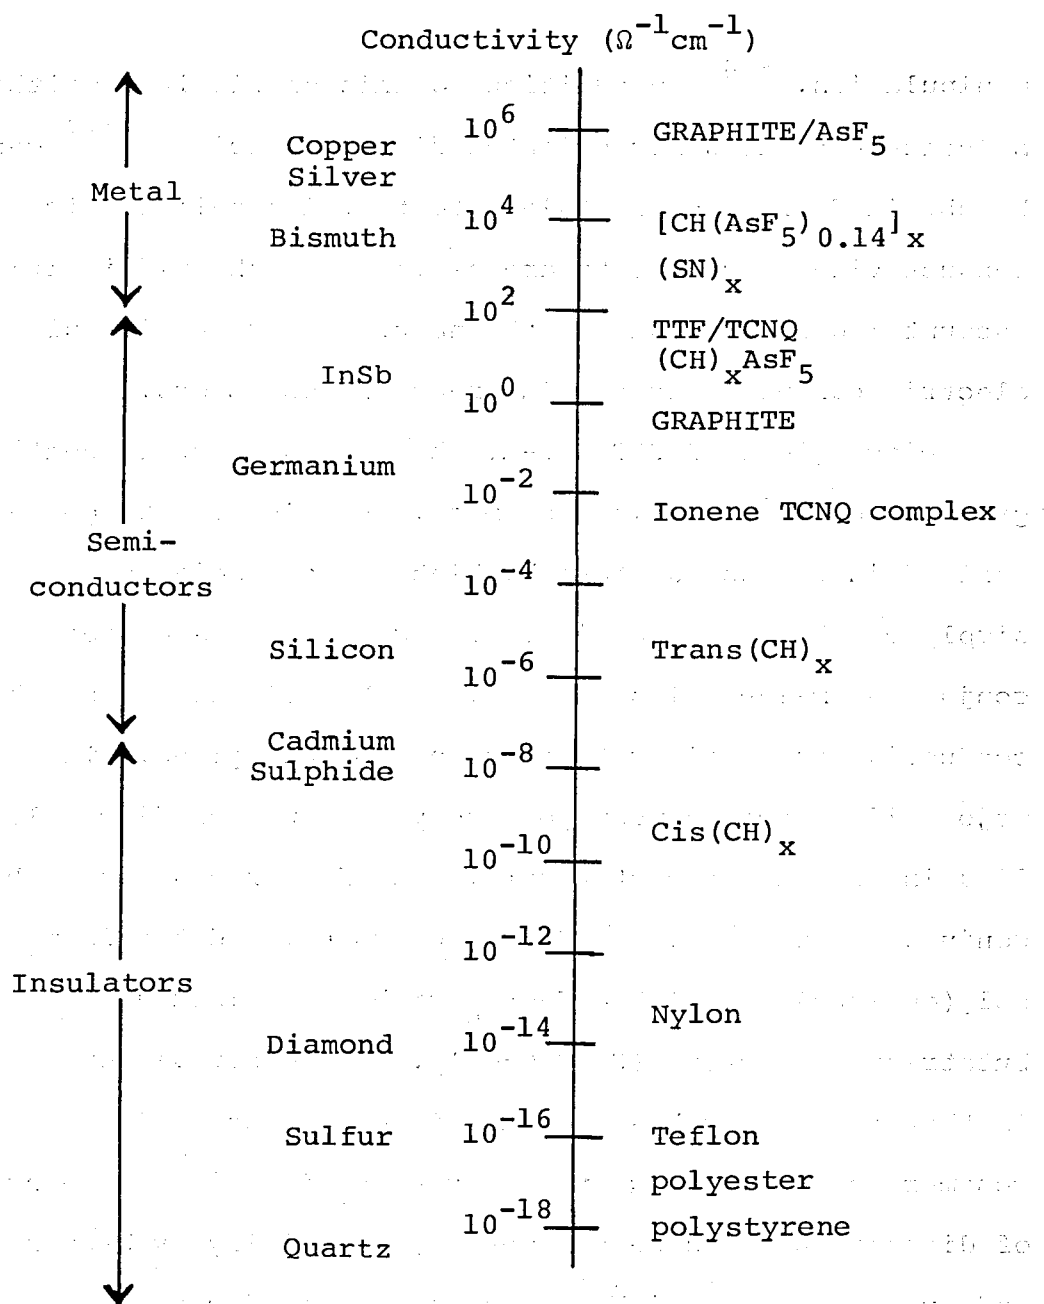 Conductivity (Ω⁻¹cm⁻¹)
10⁶ GRAPHITE/AsF₅
Copper
Silver
Metal
10⁴ [CH(AsF₅)₀.₁₄]ₓ
Bismuth
(SN)ₓ
10²
TTF/TCNQ
InSb (CH)ₓAsF₅
10⁰
GRAPHITE
Germanium
10⁻²
Ionene TCNQ complex
Semi-
conductors 10⁻⁴
Silicon Trans(CH)ₓ
10⁻⁶
Cadmium
Sulphide 10⁻⁸
Cis(CH)ₓ
10⁻¹⁰
10⁻¹²
Insulators
Nylon
Diamond 10⁻¹⁴
Sulfur 10⁻¹⁶ Teflon
polyester
10⁻¹⁸ polystyrene
Quartz